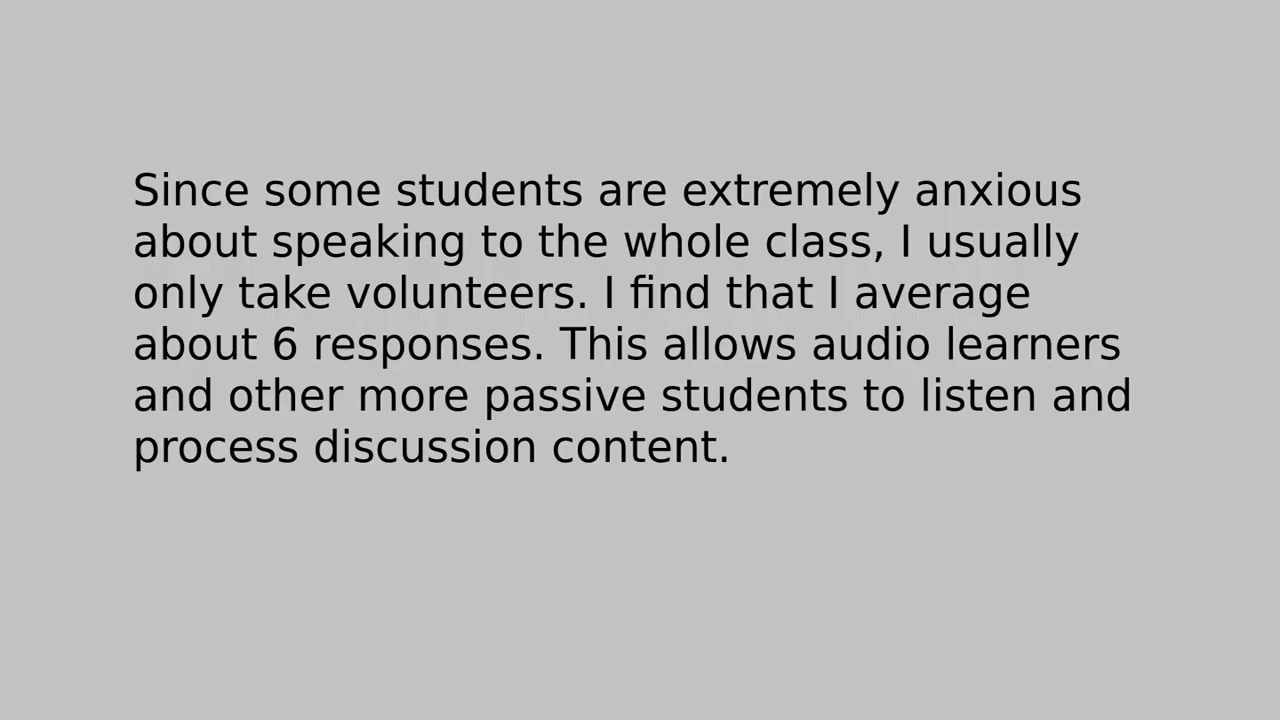 Since some students are extremely anxious
about speaking to the whole class, I usually
only take volunteers. I find that I average
about 6 responses. This allows audio learners
and other more passive students to listen and
process discussion content.